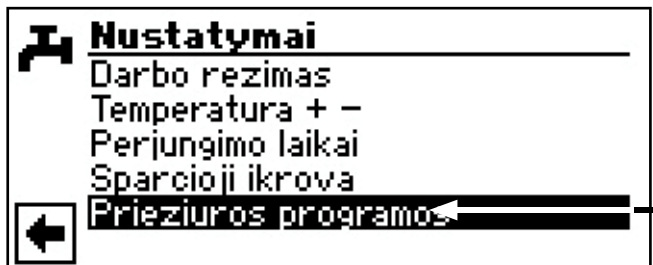 Nustatymai
Darbo rezimas
Temperatura + −
Perjungimo laikai
Sparcioji ikrova
Prieziuros programos